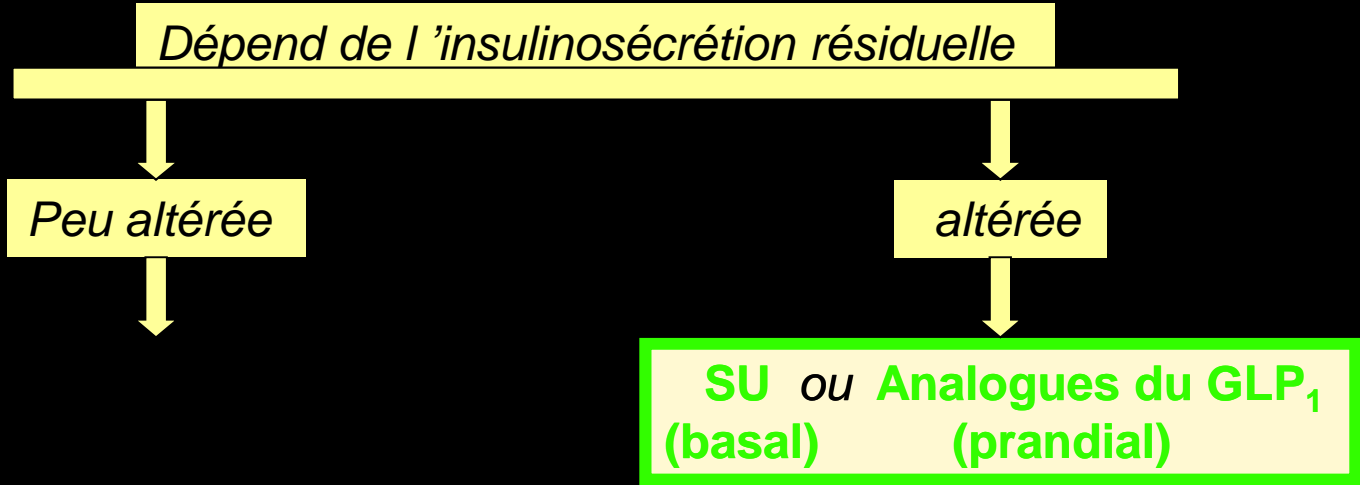 Dépend de l ’insulinosécrétion résiduelle
Peu altérée
altérée
SU ou Analogues du GLP₁
(basal) (prandial)